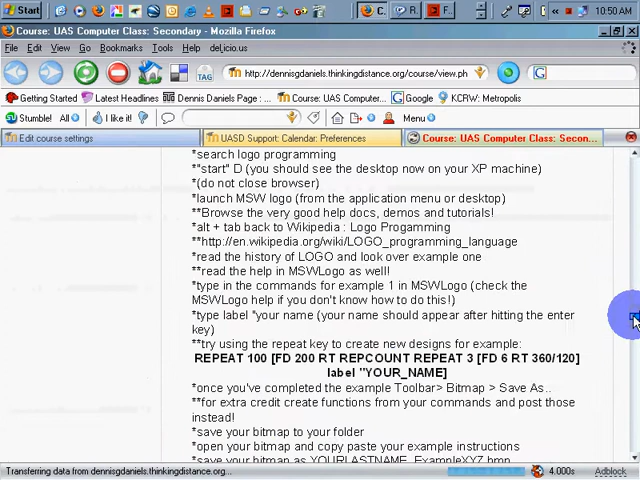 Start C. R. F 10:50 AM
Course: UAS Computer Class: Secondary - Mozilla Firefox
File Edit View Go Bookmarks Tools Help del.icio.us
TAG http://dennisgdaniels.thinkingdistance.org/course/view.ph
Getting Started Latest Headlines Dennis Daniels Page : ... Course: UAS Computer... Google KCRW: Metropolis
Stumble! All I like it! Menu
Edit course settings UASD Support: Calendar: Preferences Course: UAS Computer Class: Secon...
*search logo programming
**"start" D (you should see the desktop now on your XP machine)
*(do not close browser)
*launch MSW logo (from the application menu or desktop)
**Browse the very good help docs, demos and tutorials!
*alt + tab back to Wikipedia : Logo Progamming
**http://en.wikipedia.org/wiki/LOGO_programming_language
*read the history of LOGO and look over example one
**read the help in MSWLogo as well!
*type in the commands for example 1 in MSWLogo (check the
MSWLogo help if you don't know how to do this!)
*type label "your name (your name should appear after hitting the enter
key)
**try using the repeat key to create new designs for example:
REPEAT 100 [FD 200 RT REPCOUNT REPEAT 3 [FD 6 RT 360/120]
label "YOUR_NAME]
*once you've completed the example Toolbar> Bitmap > Save As..
**for extra credit create functions from your commands and post those
instead!
*save your bitmap to your folder
*open your bitmap and copy paste your example instructions
*save your bitmap as YOURLASTNAME_ExampleXYZ.bmp
Transferring data from dennisgdaniels.thinkingdistance.org... 4.000s Adblock